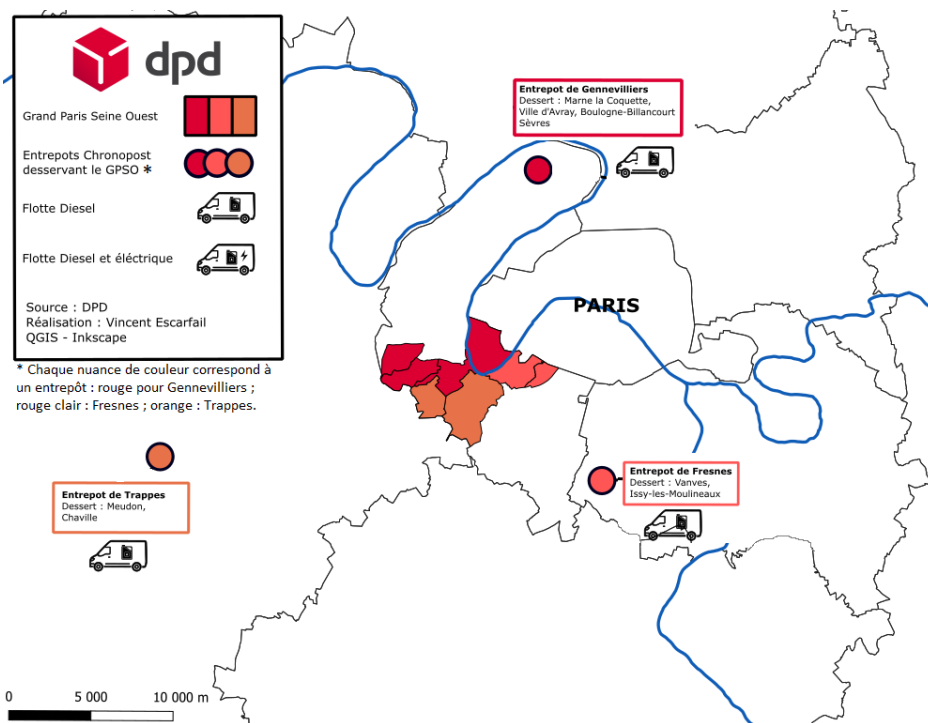 dpd
Grand Paris Seine Ouest
Entrepots Chronopost
desservant le GPSO *
Flotte Diesel
Flotte Diesel et éléctrique
Source : DPD
Réalisation : Vincent Escarfail
QGIS - Inkscape
* Chaque nuance de couleur correspond à
un entrepôt : rouge pour Gennevilliers ;
rouge clair : Fresnes ; orange : Trappes.
Entrepot de Gennevilliers
Dessert : Marne la Coquette,
Ville d'Avray, Boulogne-Billancourt
Sèvres
PARIS
Entrepot de Fresnes
Dessert : Vanves,
Issy-les-Moulineaux
Entrepot de Trappes
Dessert : Meudon,
Chaville
0 5 000 10 000 m